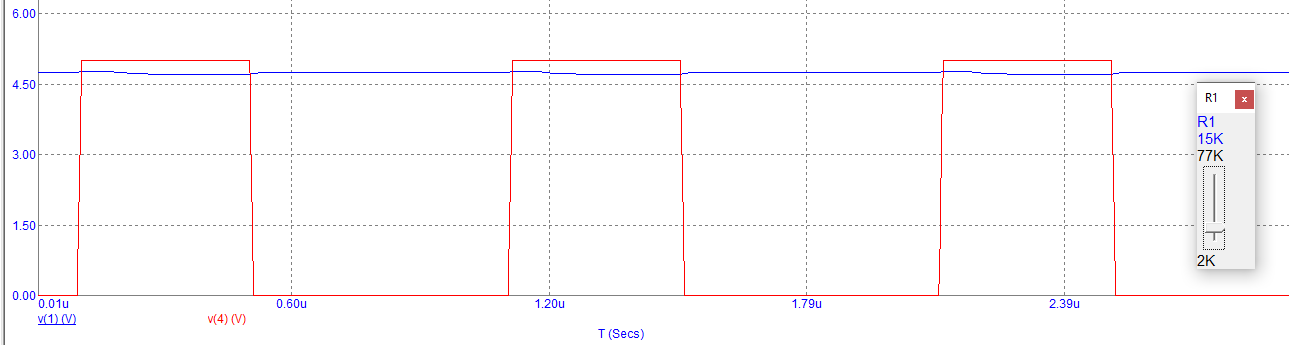 6.00
4.50
3.00
1.50
0.00
0.01u 0.60u 1.20u 1.79u 2.39u
v(1) (V) v(4) (V)
T (Secs)
R1 x
R1
15K
77K
2K